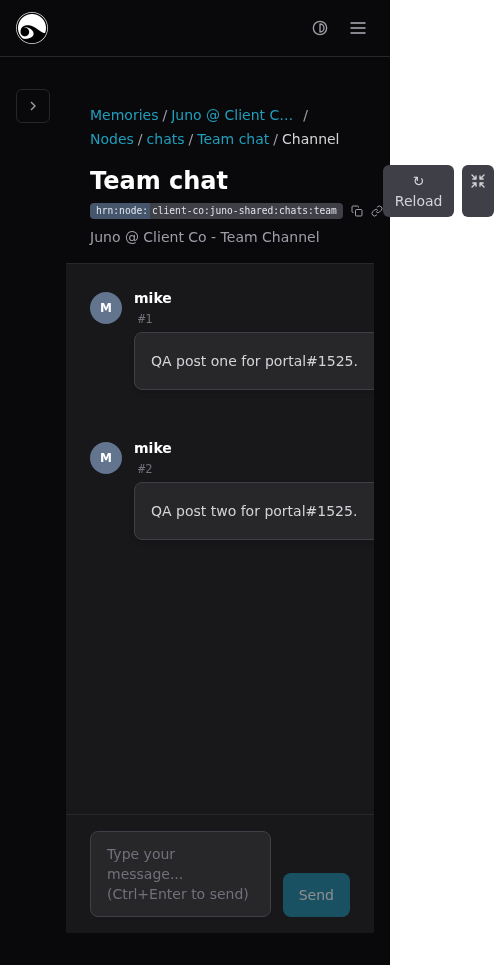 Memories / Juno @ Client C... /
Nodes / chats / Team chat / Channel
Team chat
hrn:node: client-co:juno-shared:chats:team
Juno @ Client Co - Team Channel
↻
Reload
M
mike
#1
QA post one for portal#1525.
M
mike
#2
QA post two for portal#1525.
Type your
message...
(Ctrl+Enter to send)
Send